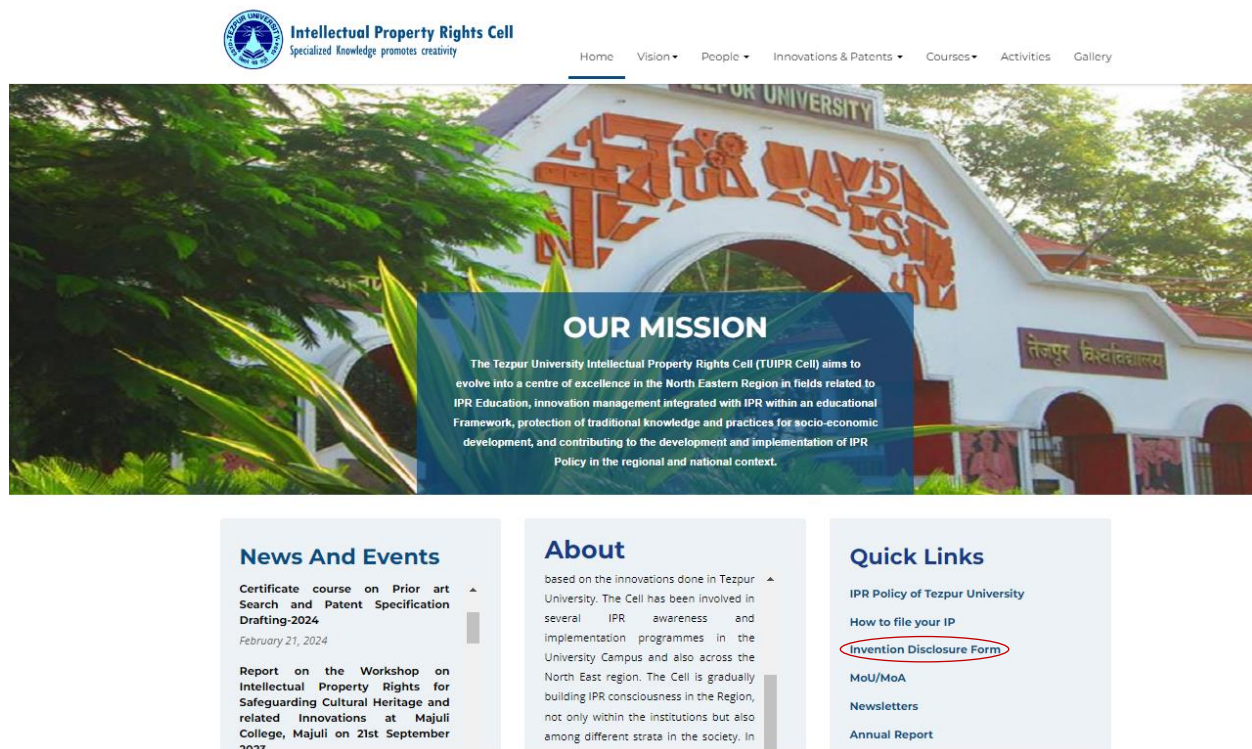 TEZPUR UNIVERSITY
Intellectual Property Rights Cell
Specialized Knowledge promotes creativity
Home Vision People Innovations & Patents Courses Activities Gallery
TEZPUR UNIVERSITY
तेजपुर विश्वविद्यालय
OUR MISSION
The Tezpur University Intellectual Property Rights Cell (TUIPR Cell) aims to
evolve into a centre of excellence in the North Eastern Region in fields related to
IPR Education, innovation management integrated with IPR within an educational
Framework, protection of traditional knowledge and practices for socio-economic
development, and contributing to the development and implementation of IPR
Policy in the regional and national context.
News And Events
Certificate course on Prior art
Search and Patent Specification
Drafting-2024
February 21, 2024
Report on the Workshop on
Intellectual Property Rights for
Safeguarding Cultural Heritage and
related Innovations at Majuli
College, Majuli on 21st September
2023
About
based on the innovations done in Tezpur
University. The Cell has been involved in
several IPR awareness and
implementation programmes in the
University Campus and also across the
North East region. The Cell is gradually
building IPR consciousness in the Region,
not only within the institutions but also
among different strata in the society. In
Quick Links
IPR Policy of Tezpur University
How to file your IP
Invention Disclosure Form
MoU/MoA
Newsletters
Annual Report